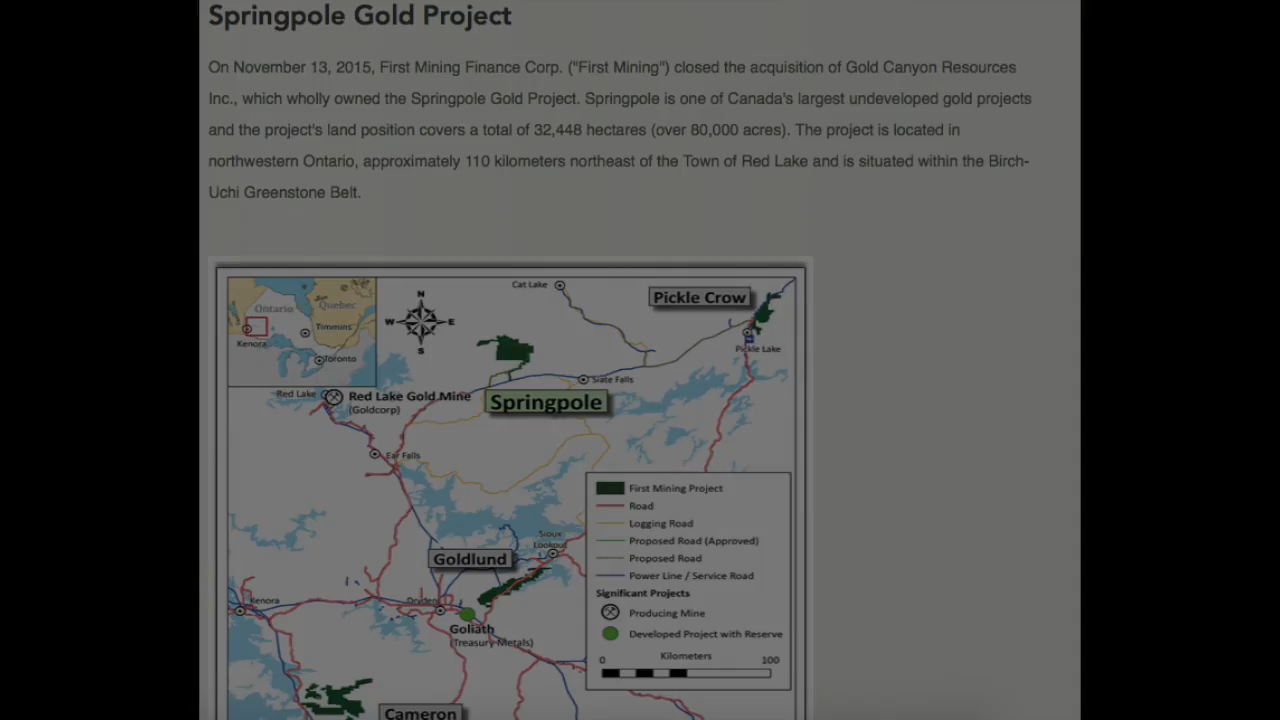 Springpole Gold Project
On November 13, 2015, First Mining Finance Corp. ("First Mining") closed the acquisition of Gold Canyon Resources
Inc., which wholly owned the Springpole Gold Project. Springpole is one of Canada's largest undeveloped gold projects
and the project's land position covers a total of 32,448 hectares (over 80,000 acres). The project is located in
northwestern Ontario, approximately 110 kilometers northeast of the Town of Red Lake and is situated within the Birch-
Uchi Greenstone Belt.
Cat Lake
Pickle Crow
N
W E
S
Ontario
Quebec
Timmins
Kenora
Toronto
Pickle Lake
Slate Falls
Red Lake
Red Lake Gold Mine
(Goldcorp)
Springpole
Ear Falls
First Mining Project
Road
Logging Road
Proposed Road (Approved)
Proposed Road
Power Line / Service Road
Significant Projects
Producing Mine
Developed Project with Reserve
Kilometers
0 100
Sioux
Lookout
Goldlund
Kenora
Dryden
Goliath
(Treasury Metals)
Cameron